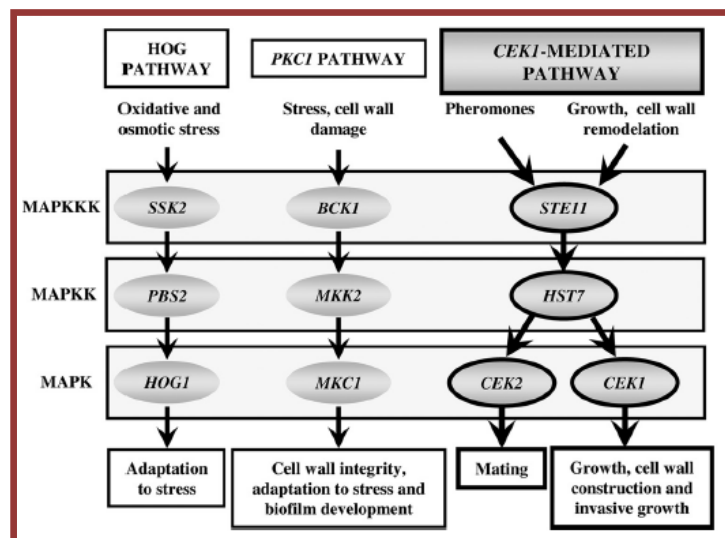 HOG
PATHWAY
PKC1 PATHWAY
CEK1-MEDIATED
PATHWAY
Oxidative and
osmotic stress
Stress, cell wall
damage
Pheromones
Growth, cell wall
remodelation
MAPKKK
SSK2
BCK1
STE11
MAPKK
PBS2
MKK2
HST7
MAPK
HOG1
MKC1
CEK2
CEK1
Adaptation
to stress
Cell wall integrity,
adaptation to stress and
biofilm development
Mating
Growth, cell wall
construction and
invasive growth